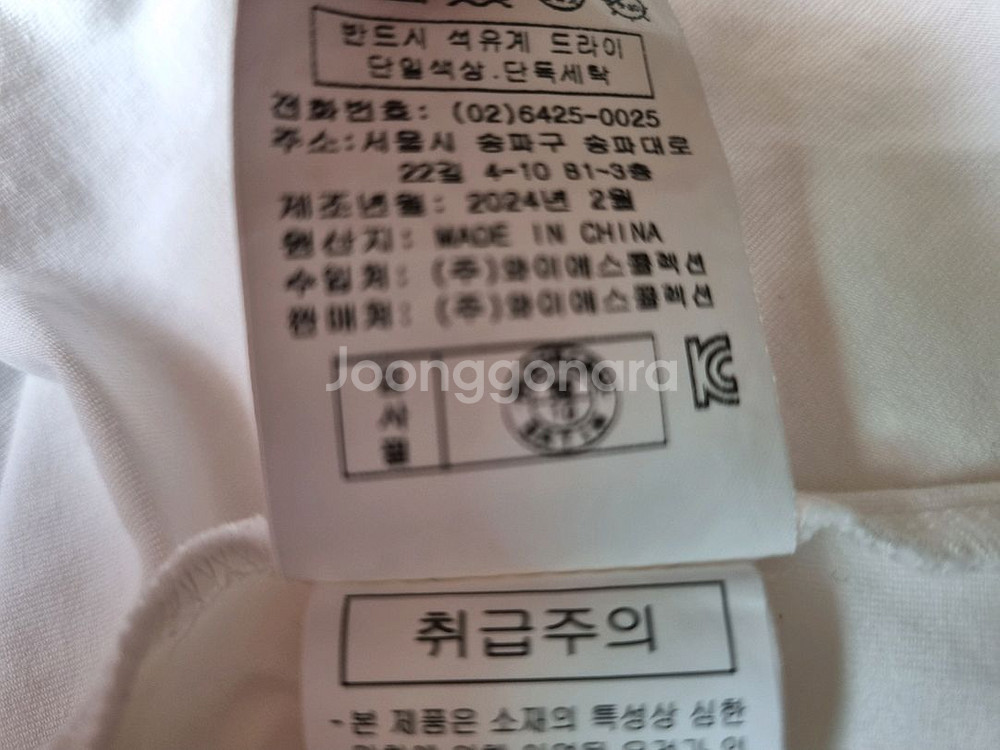 반드시 석유계 드라이
단일색상.단독세탁
전화번호: (02)6425-0025
주소:서울시 송파구 송파대로
22길 4-10 B1-3층
제조년월: 2024년 2월
원산지: MADE IN CHINA
수입처: (주)와이에스콜렉션
판매처: (주)와이에스콜렉션
Joonggonara
검사필
KC
취급주의
-본 제품은 소재의 특성상 심한